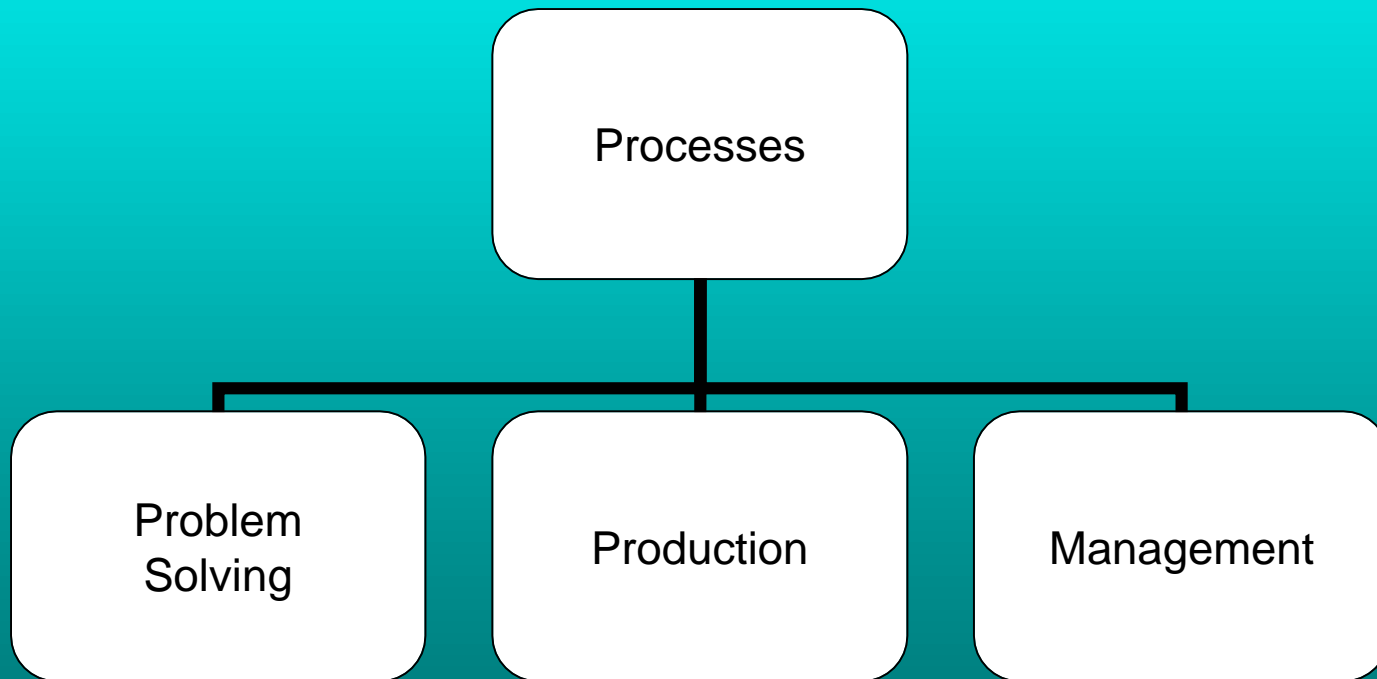 Processes
Problem
Solving
Production
Management